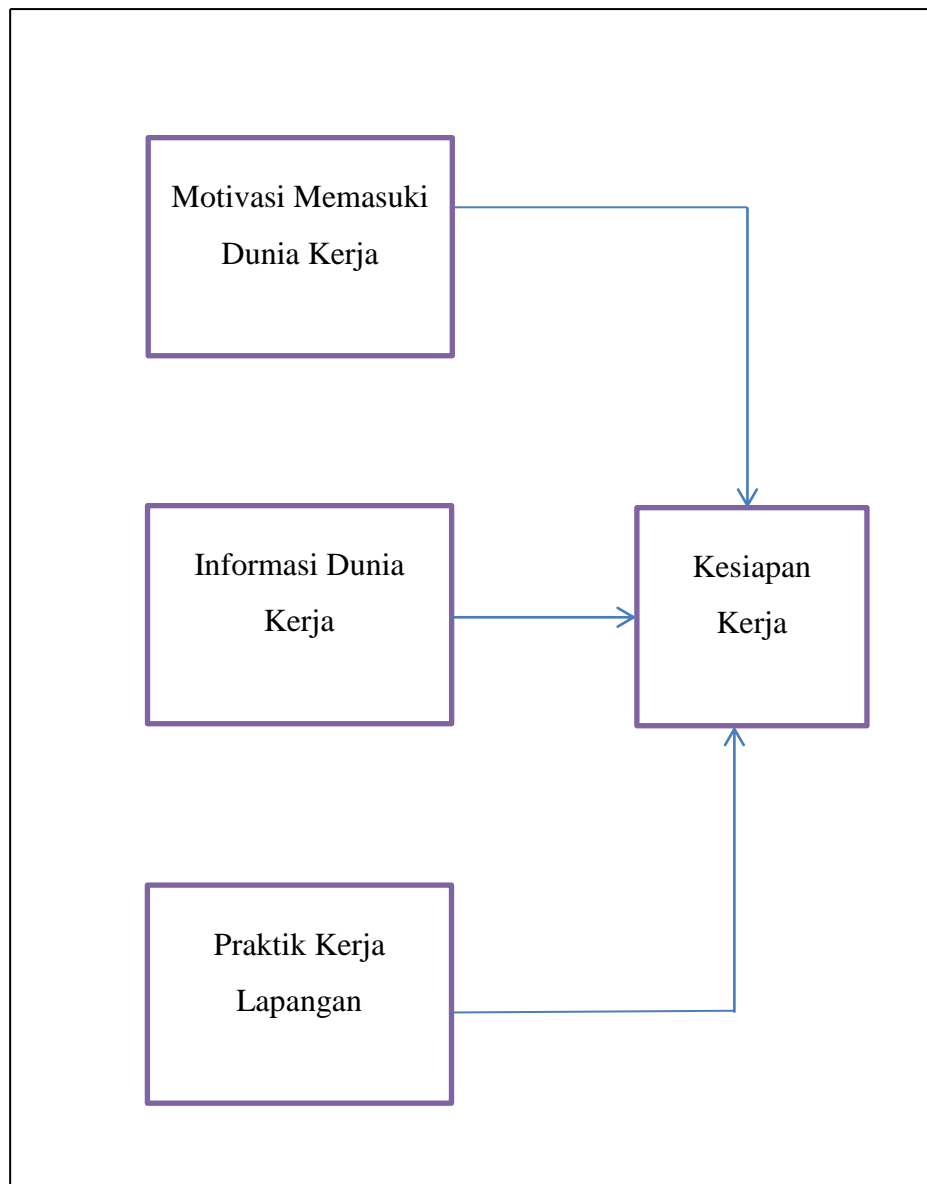 Motivasi Memasuki
Dunia Kerja
Informasi Dunia
Kerja
Kesiapan
Kerja
Praktik Kerja
Lapangan